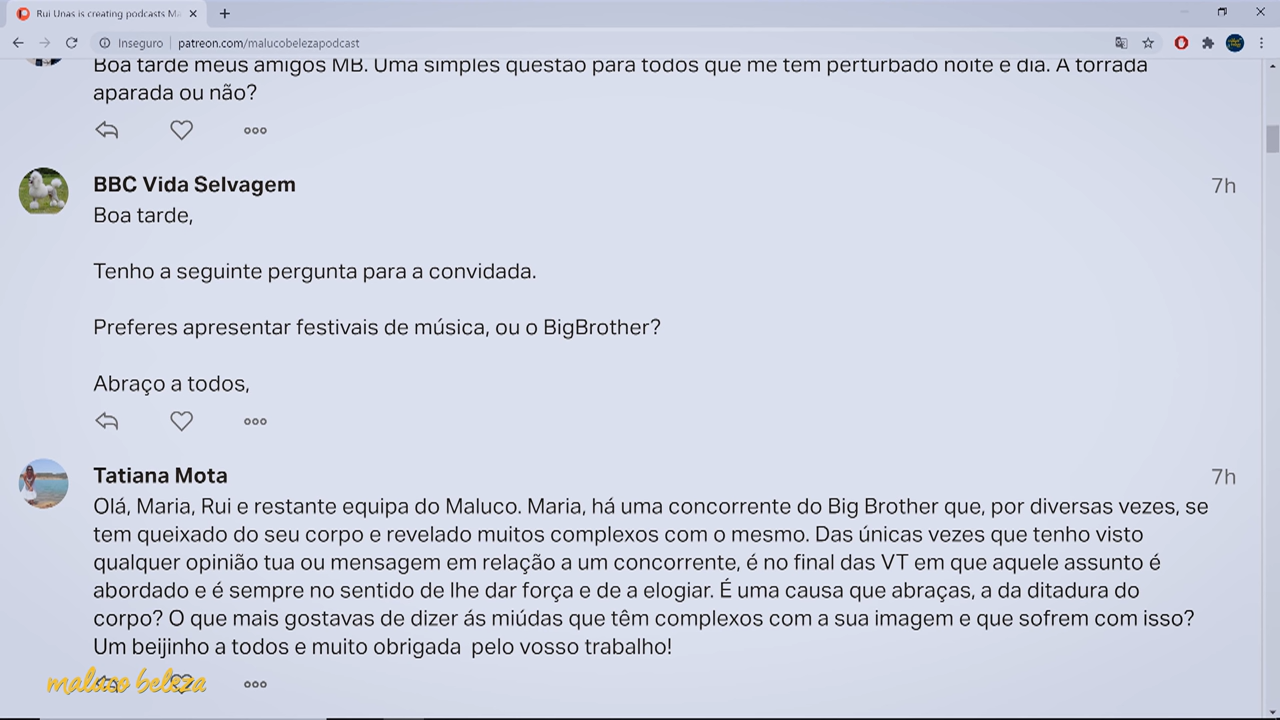 Rui Unas is creating podcasts Ma
Inseguro
patreon.com/malucobelezapodcast
Boa tarde meus amigos MB. Uma simples questão para todos que me tem perturbado noite e dia. A torrada
aparada ou não?
BBC Vida Selvagem
7h
Boa tarde,
Tenho a seguinte pergunta para a convidada.
Preferes apresentar festivais de música, ou o BigBrother?
Abraço a todos,
Tatiana Mota
7h
Olá, Maria, Rui e restante equipa do Maluco. Maria, há uma concorrente do Big Brother que, por diversas vezes, se
tem queixado do seu corpo e revelado muitos complexos com o mesmo. Das únicas vezes que tenho visto
qualquer opinião tua ou mensagem em relação a um concorrente, é no final das VT em que aquele assunto é
abordado e é sempre no sentido de lhe dar força e de a elogiar. É uma causa que abraças, a da ditadura do
corpo? O que mais gostavas de dizer ás miúdas que têm complexos com a sua imagem e que sofrem com isso?
Um beijinho a todos e muito obrigada  pelo vosso trabalho!
maluco beleza